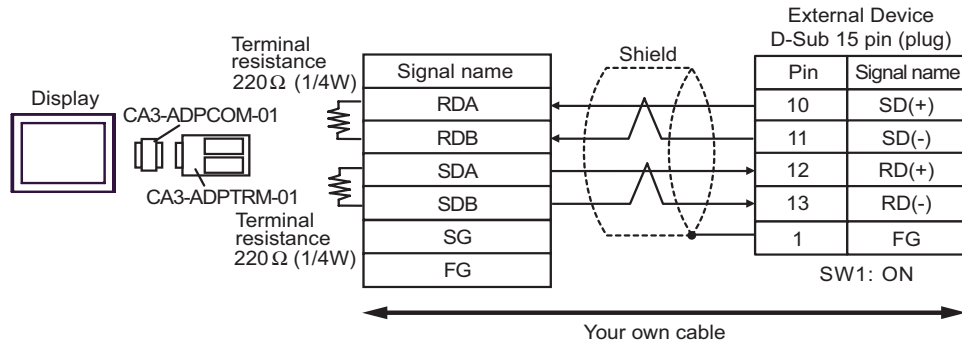 External Device
D-Sub 15 pin (plug)
Terminal
resistance
220Ω (1/4W)
Shield
Signal name
Pin Signal name
Display
CA3-ADPCOM-01
RDA
10 SD(+)
RDB
11 SD(-)
SDA
12 RD(+)
CA3-ADPTRM-01
SDB
13 RD(-)
Terminal
resistance
220Ω (1/4W)
SG
1 FG
FG
SW1: ON
Your own cable